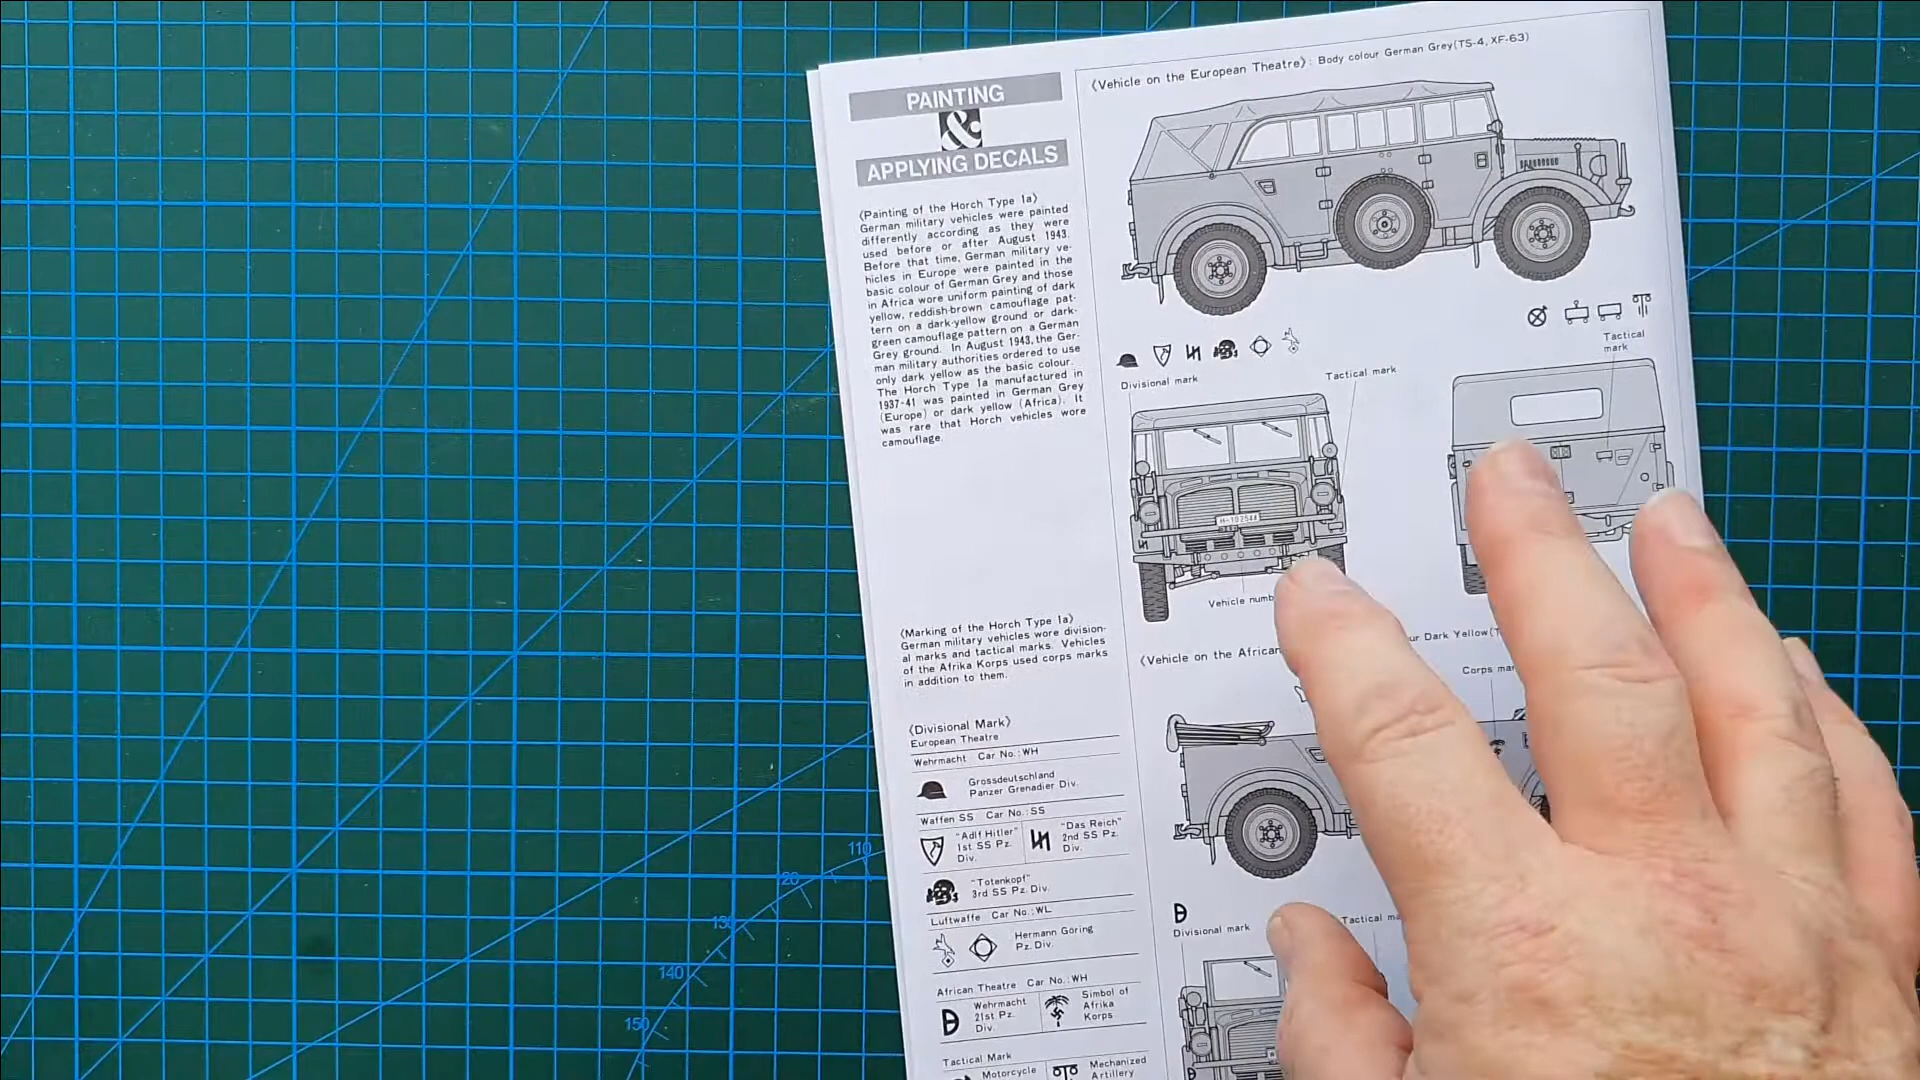 PAINTING
&
APPLYING DECALS
⟨Painting of the Horch Type 1a⟩
German military vehicles were painted
differently according as they were
used before or after August 1943.
Before that time, German military ve-
hicles in Europe were painted in the
basic colour of German Grey and those
in Africa wore uniform painting of dark
yellow, reddish-brown camouflage pat-
tern on a dark-yellow ground or dark-
green camouflage pattern on a German
Grey ground. In August 1943, the Ger-
man military authorities ordered to use
only dark yellow as the basic colour.
The Horch Type 1a manufactured in
1937-41 was painted in German Grey
(Europe) or dark yellow (Africa). It
was rare that Horch vehicles wore
camouflage.
⟨Marking of the Horch Type 1a⟩
German military vehicles wore division-
al marks and tactical marks. Vehicles
of the Afrika Korps used corps marks
in addition to them.
⟨Divisional Mark⟩
European Theatre
Wehrmacht Car No.: WH
Grossdeutschland
Panzer Grenadier Div.
Waffen SS Car No.: SS
"Adlf Hitler"
1st SS Pz.
Div.
"Das Reich"
2nd SS Pz.
Div.
"Totenkopf"
3rd SS Pz. Div.
Luftwaffe Car No.: WL
Hermann Göring
Pz. Div.
African Theatre Car No.: WH
Wehrmacht
21st Pz.
Div.
Simbol of
Afrika
Korps
Tactical Mark
Motorcycle
Mechanized
Artillery
⟨Vehicle on the European Theatre⟩: Body colour German Grey(TS-4, XF-63)
Divisional mark
Tactical mark
Tactical
mark
Vehicle
⟨Vehicle on the African
Dark Yellow
Corps
Divisional mark
Tactical
110
120
130
140
150